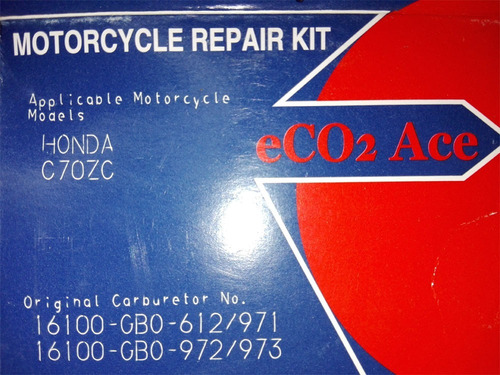 MOTORCYCLE REPAIR KIT
Applicable Motorcycle
Models
HONDA
C70ZC
eCO2 Ace
Original Carburetor No.
16100-GB0-612/971
16100-GB0-972/973